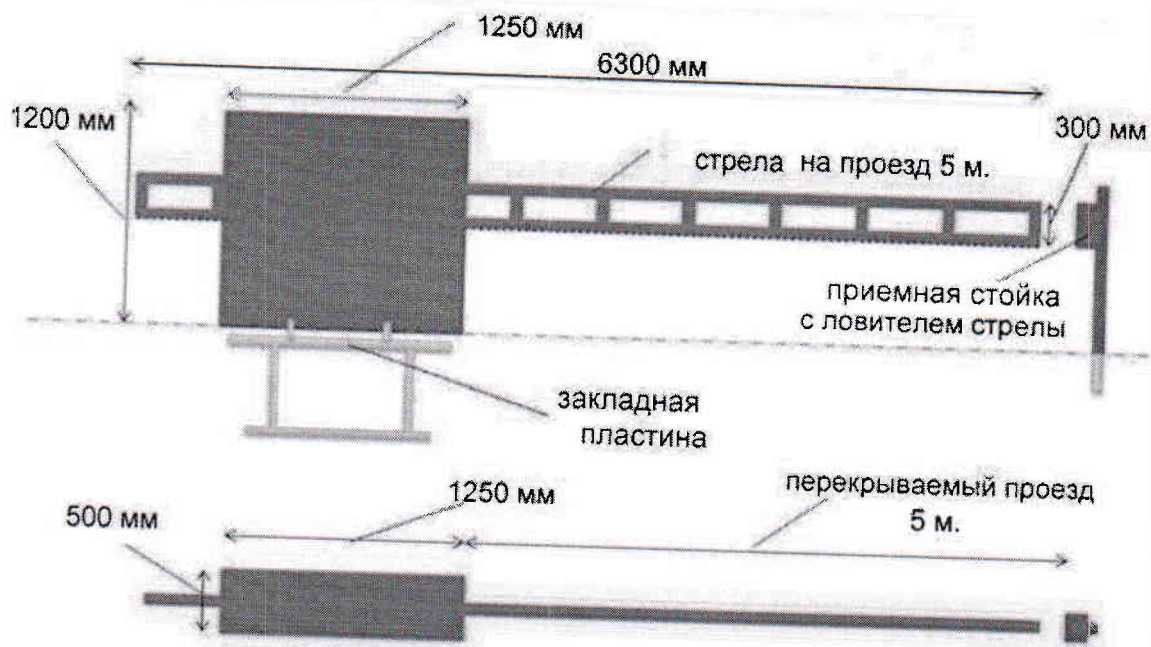 1250 мм
6300 мм
1200 мм
300 мм
стрела на проезд 5 м.
приемная стойка
с ловителем стрелы
закладная
пластина
1250 мм
перекрываемый проезд
5 м.
500 мм